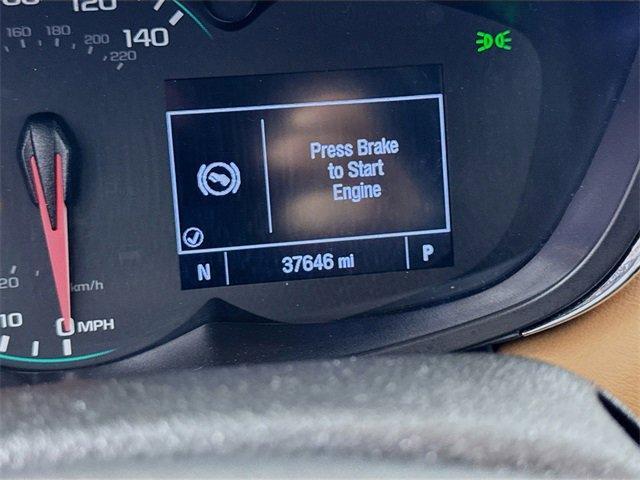 120
140
160 180
200
220
Press Brake
to Start
Engine
N 37646 mi P
20 km/h
10 0 MPH